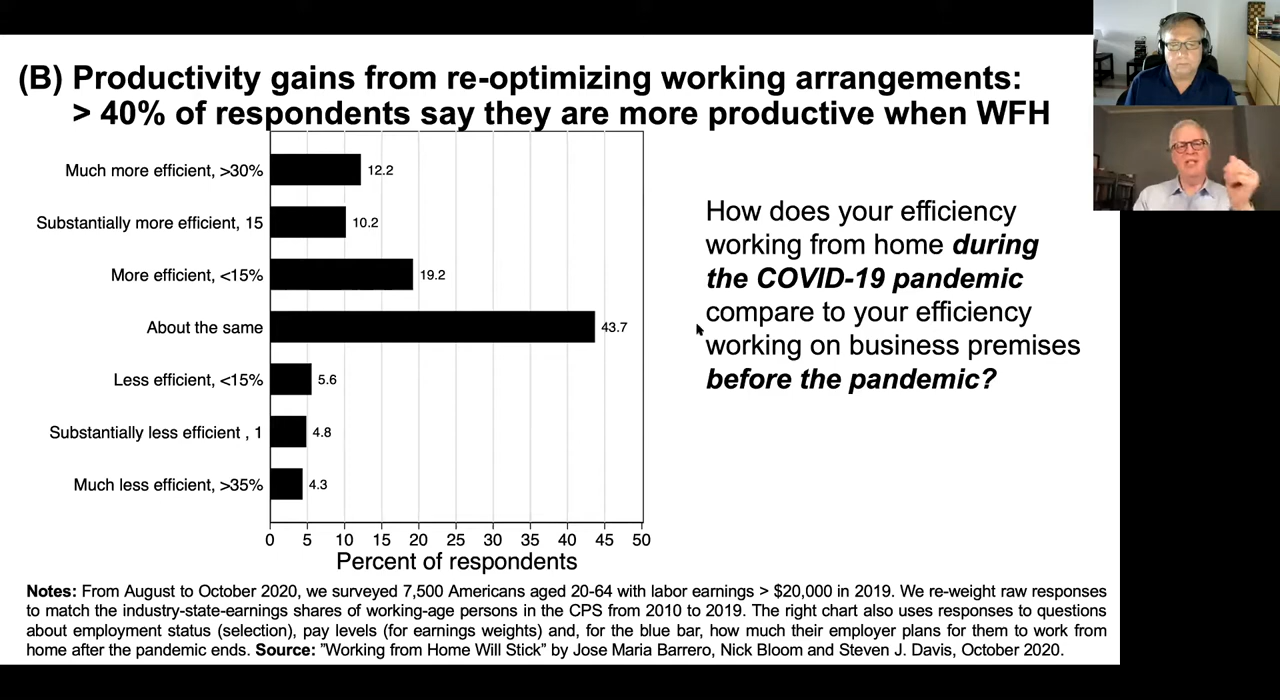 (B) Productivity gains from re-optimizing working arrangements:
> 40% of respondents say they are more productive when WFH
Much more efficient, >30%
12.2
Substantially more efficient, 15
10.2
More efficient, <15%
19.2
About the same
43.7
Less efficient, <15%
5.6
Substantially less efficient , 1
4.8
Much less efficient, >35%
4.3
0 5 10 15 20 25 30 35 40 45 50
Percent of respondents
How does your efficiency
working from home during
the COVID-19 pandemic
compare to your efficiency
working on business premises
before the pandemic?
Notes: From August to October 2020, we surveyed 7,500 Americans aged 20-64 with labor earnings > $20,000 in 2019. We re-weight raw responses
to match the industry-state-earnings shares of working-age persons in the CPS from 2010 to 2019. The right chart also uses responses to questions
about employment status (selection), pay levels (for earnings weights) and, for the blue bar, how much their employer plans for them to work from
home after the pandemic ends. Source: ”Working from Home Will Stick” by Jose Maria Barrero, Nick Bloom and Steven J. Davis, October 2020.